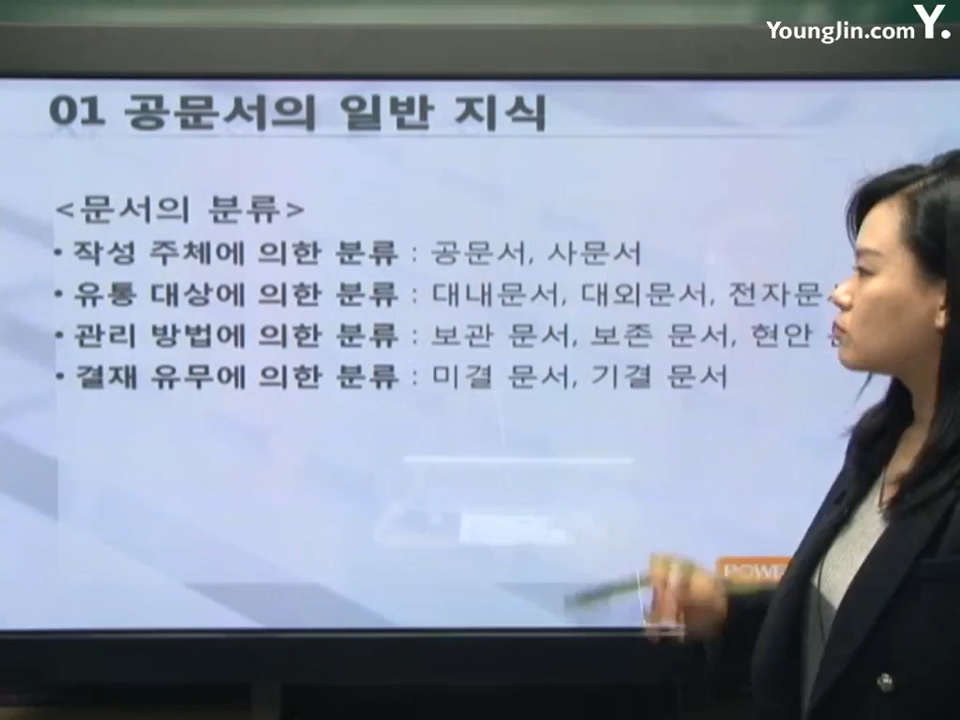 YoungJin.com Y.
01 공문서의 일반 지식
<문서의 분류>
• 작성 주체에 의한 분류 : 공문서, 사문서
• 유통 대상에 의한 분류 : 대내문서, 대외문서, 전자문
• 관리 방법에 의한 분류 : 보관 문서, 보존 문서, 현안
• 결재 유무에 의한 분류 : 미결 문서, 기결 문서
POWE